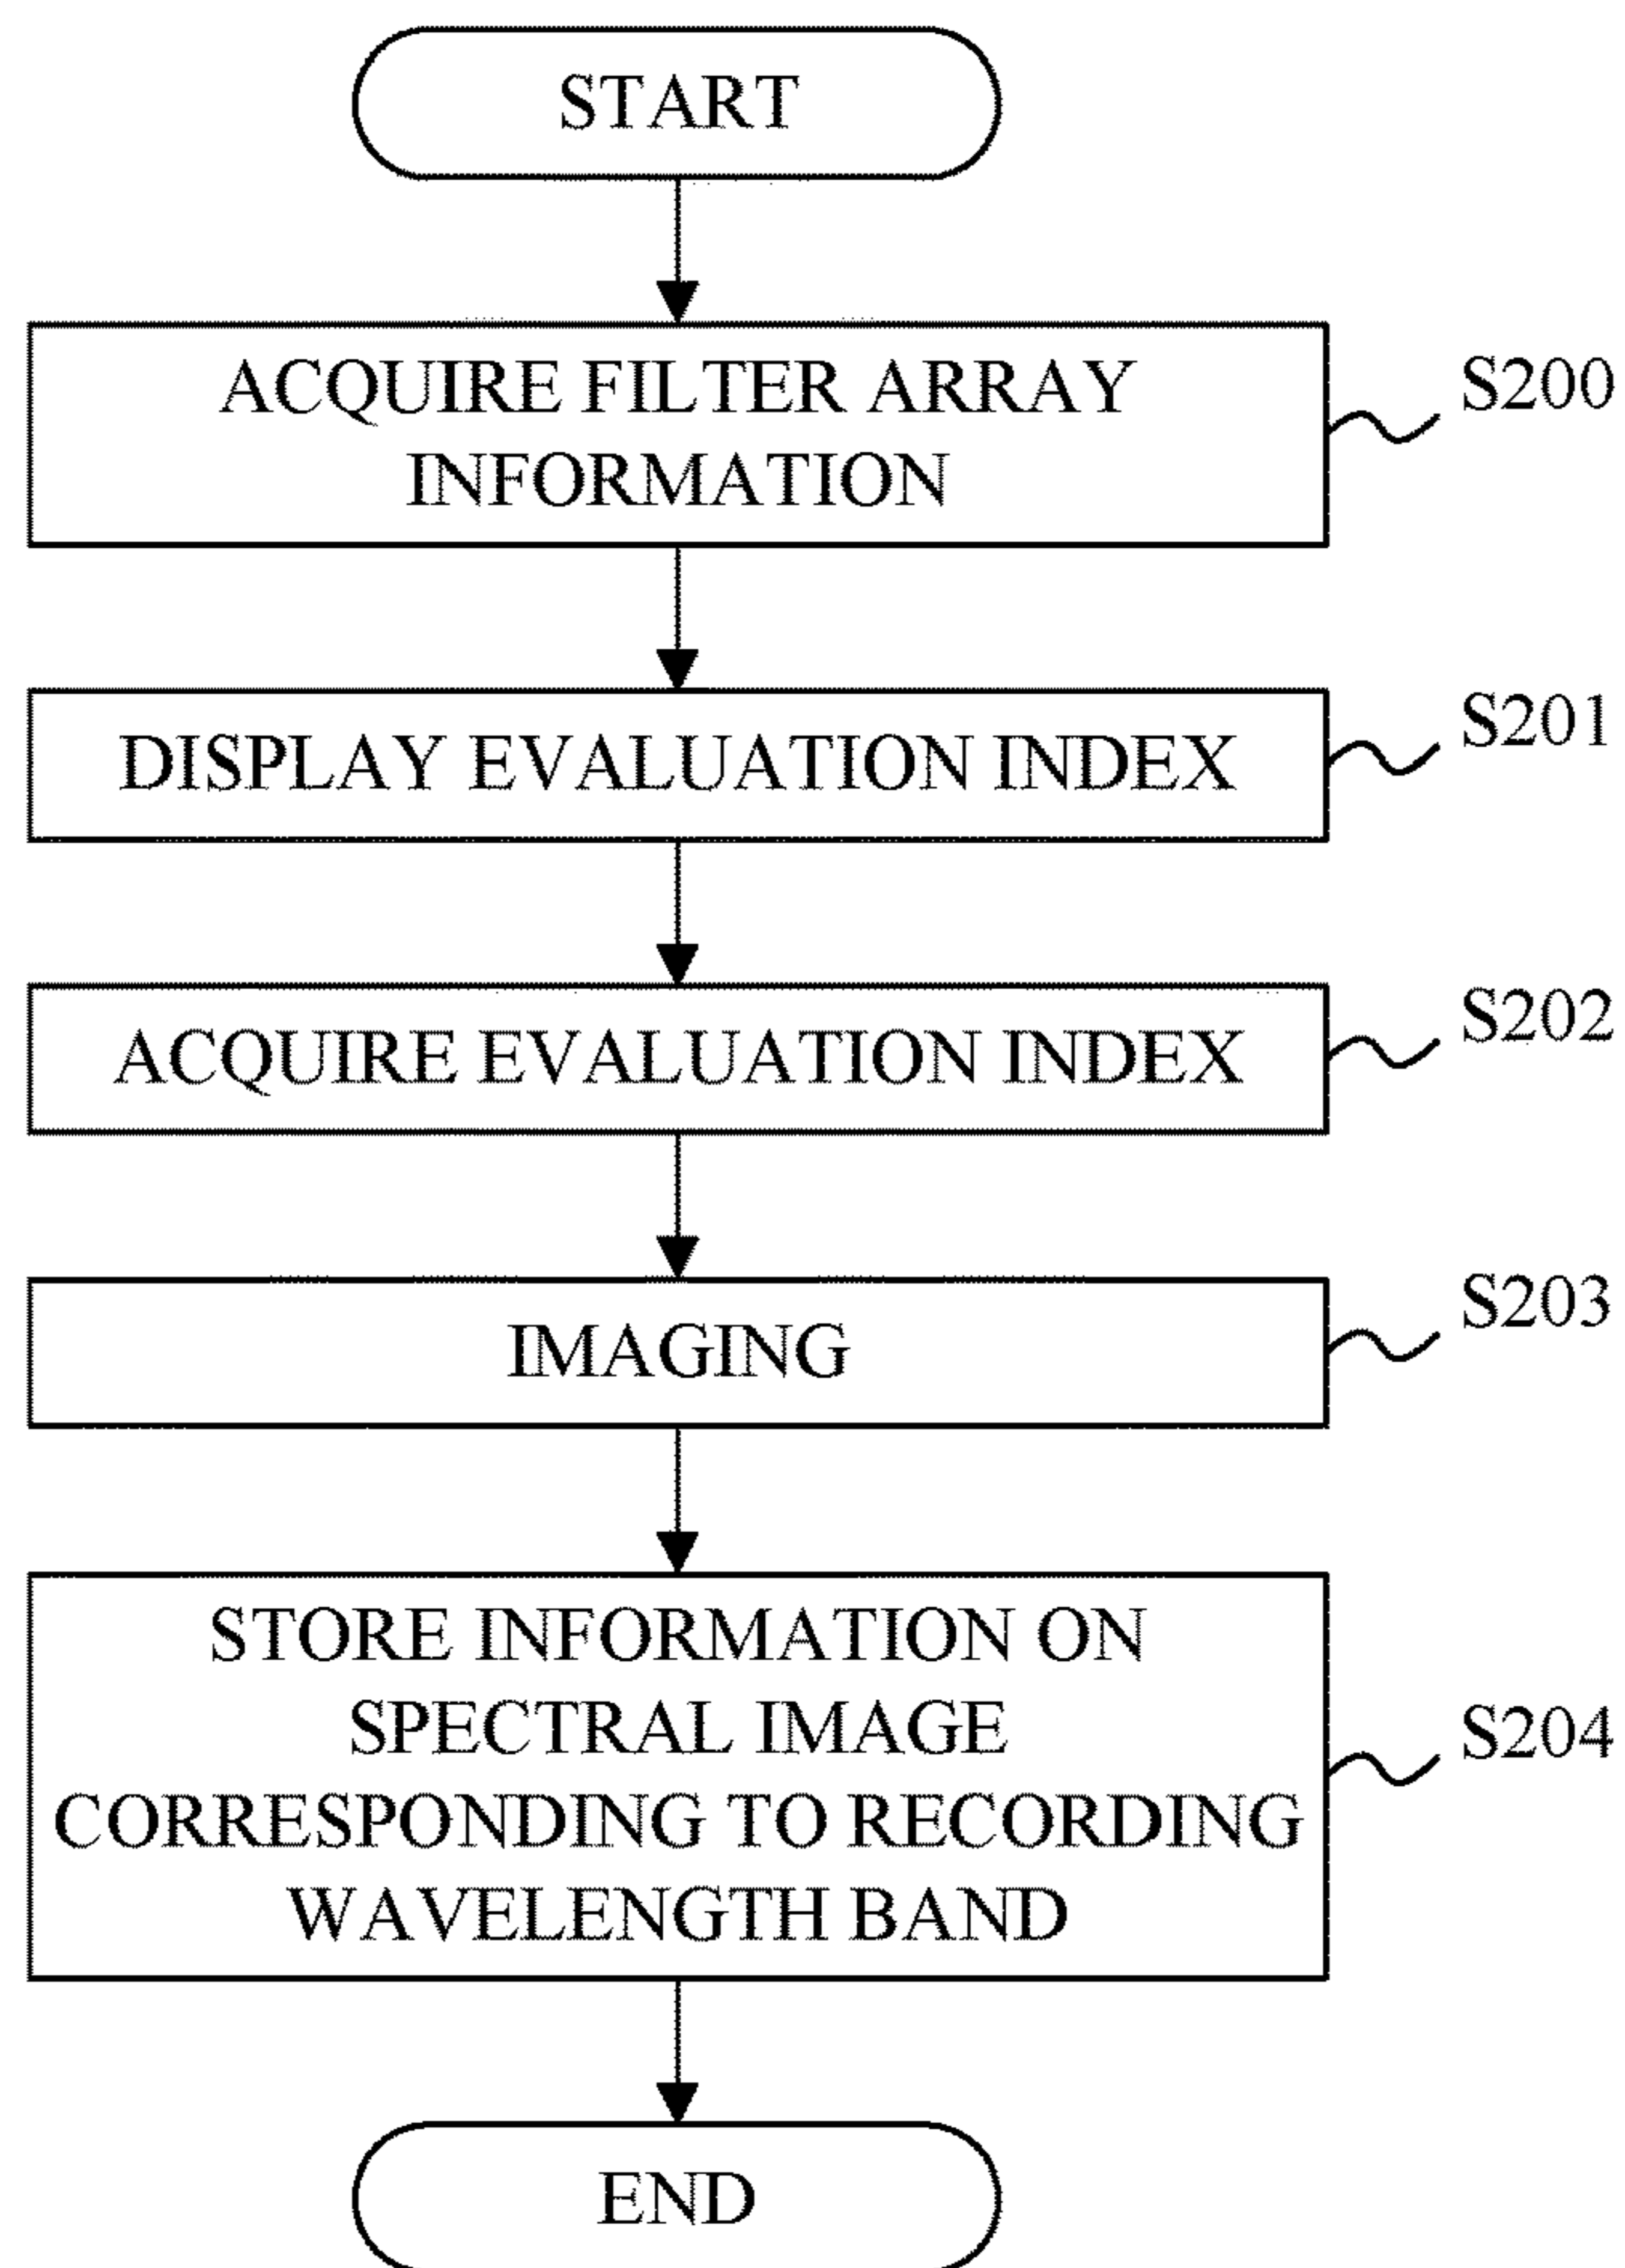 START
ACQUIRE FILTER ARRAY
INFORMATION
S200
DISPLAY EVALUATION INDEX
S201
ACQUIRE EVALUATION INDEX
S202
IMAGING
S203
STORE INFORMATION ON
SPECTRAL IMAGE
CORRESPONDING TO RECORDING
WAVELENGTH BAND
S204
END